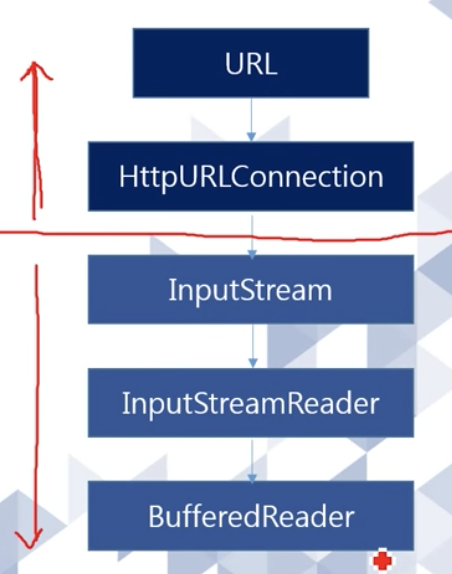 URL
HttpURLConnection
InputStream
InputStreamReader
BufferedReader